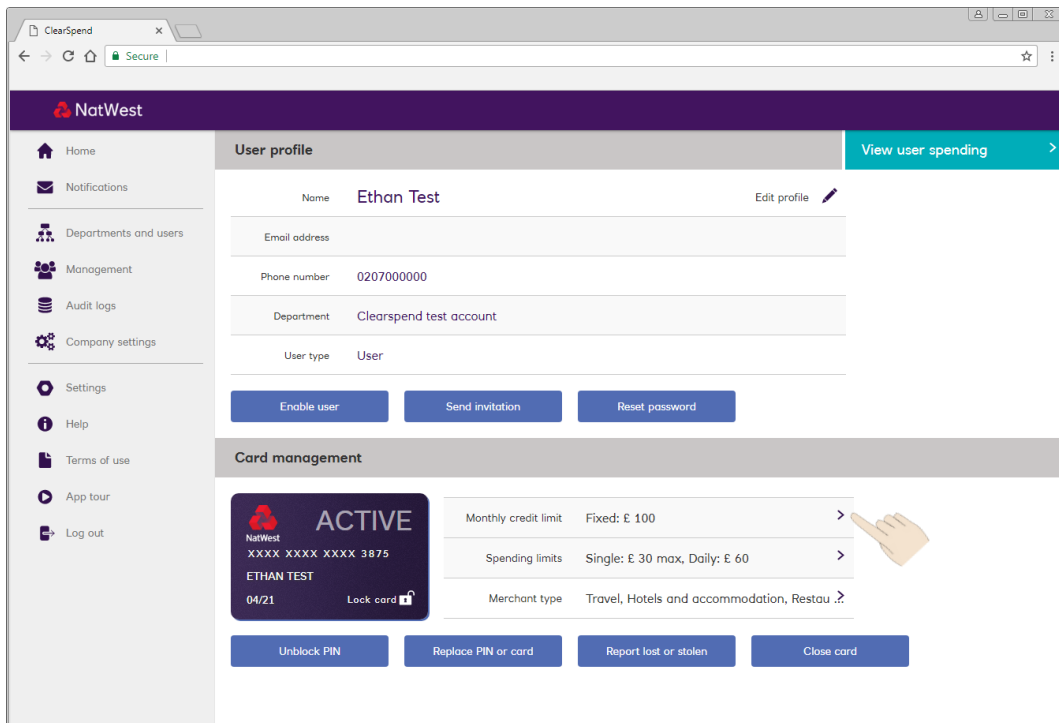 ClearSpend
Secure
NatWest
Home
Notifications
Departments and users
Management
Audit logs
Company settings
Settings
Help
Terms of use
App tour
Log out
User profile
View user spending
Name Ethan Test Edit profile
Email address
Phone number 0207000000
Department Clearspend test account
User type User
Enable user Send invitation Reset password
Card management
NatWest ACTIVE
XXXX XXXX XXXX 3875
ETHAN TEST
04/21 Lock card
Monthly credit limit Fixed: £ 100
Spending limits Single: £ 30 max, Daily: £ 60
Merchant type Travel, Hotels and accommodation, Restau ...
Unblock PIN Replace PIN or card Report lost or stolen Close card